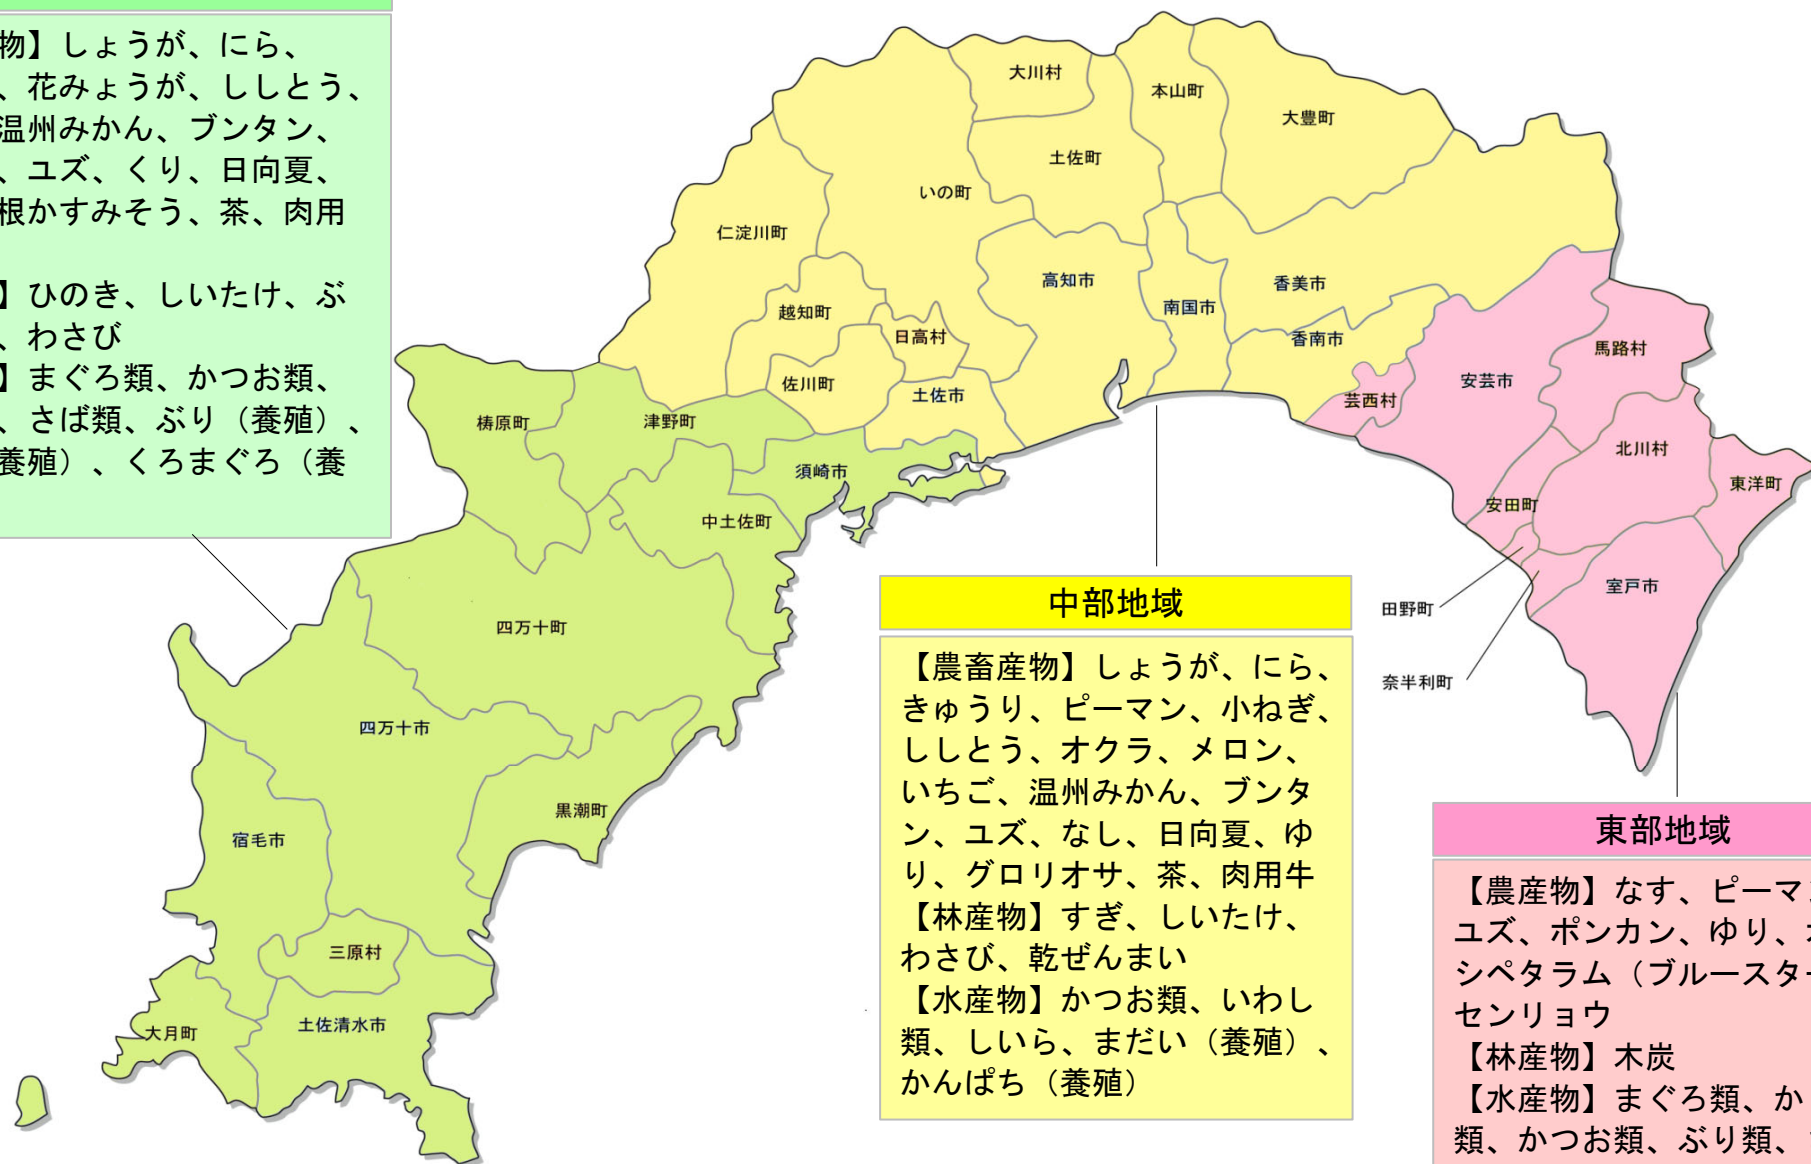 物】しょうが、にら、
、花みょうが、ししとう、
温州みかん、ブンタン、
、ユズ、くり、日向夏、
根かすみそう、茶、肉用
】ひのき、しいたけ、ぶ
、わさび
】まぐろ類、かつお類、
、さば類、ぶり（養殖）、
養殖）、くろまぐろ（養
大川村
本山町
大豊町
土佐町
いの町
仁淀川町
高知市
香美市
南国市
越知町
日高村
香南市
馬路村
佐川町
土佐市
安芸市
芸西村
梼原町
津野町
北川村
須崎市
東洋町
安田町
中土佐町
室戸市
田野町
奈半利町
四万十町
四万十市
黒潮町
宿毛市
三原村
土佐清水市
大月町
中部地域
【農畜産物】しょうが、にら、
きゅうり、ピーマン、小ねぎ、
ししとう、オクラ、メロン、
いちご、温州みかん、ブンタ
ン、ユズ、なし、日向夏、ゆ
り、グロリオサ、茶、肉用牛
【林産物】すぎ、しいたけ、
わさび、乾ぜんまい
【水産物】かつお類、いわし
類、しいら、まだい（養殖）、
かんぱち（養殖）
東部地域
【農産物】なす、ピーマ
ユズ、ポンカン、ゆり、
シペタラム（ブルースター
センリョウ
【林産物】木炭
【水産物】まぐろ類、か
類、かつお類、ぶり類、